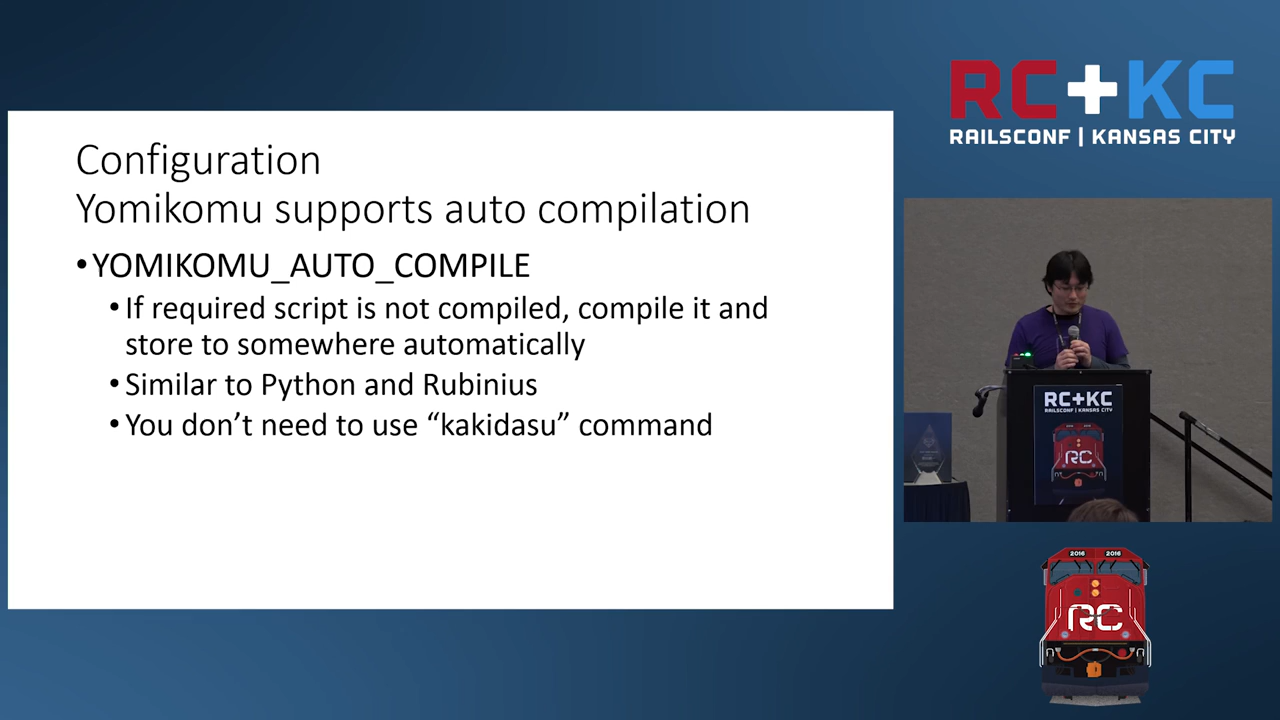 Configuration
Yomikomu supports auto compilation
•YOMIKOMU_AUTO_COMPILE
•If required script is not compiled, compile it and
store to somewhere automatically
•Similar to Python and Rubinius
•You don’t need to use “kakidasu” command
RC+KC
RAILSCONF | KANSAS CITY
RC+KC
RAILSCONF | KANSAS CITY
RC
2016 2016
RC